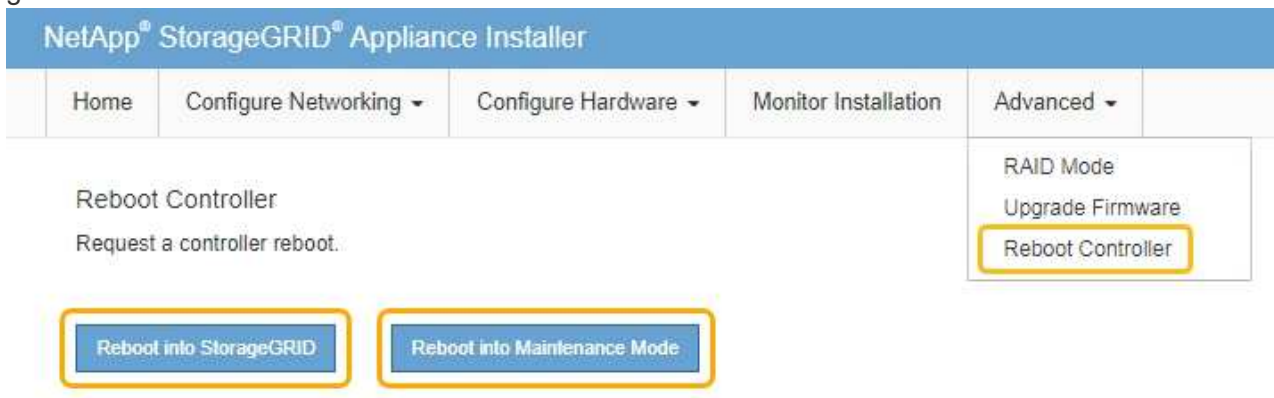 NetApp® StorageGRID® Appliance Installer
Home Configure Networking Configure Hardware Monitor Installation Advanced
RAID Mode
Upgrade Firmware
Reboot Controller
Reboot Controller
Request a controller reboot.
Reboot into StorageGRID Reboot into Maintenance Mode